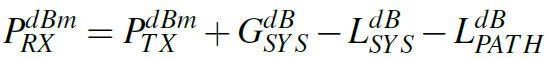 $P_{RX}^{dBm} = P_{TX}^{dBm} + G_{SYS}^{dB} - L_{SYS}^{dB} - L_{PATH}^{dB}$